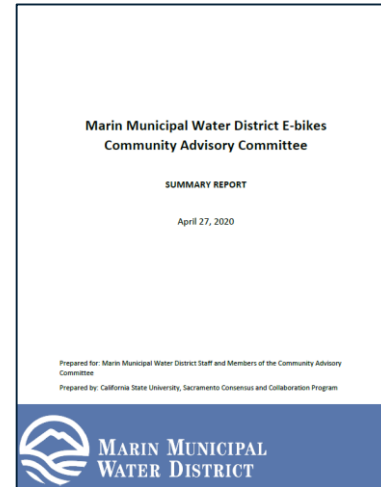 Marin Municipal Water District E-bikes
Community Advisory Committee
SUMMARY REPORT
April 27, 2020
Prepared for: Marin Municipal Water District Staff and Members of the Community Advisory
Committee
Prepared by: California State University, Sacramento Consensus and Collaboration Program
MARIN MUNICIPAL
WATER DISTRICT